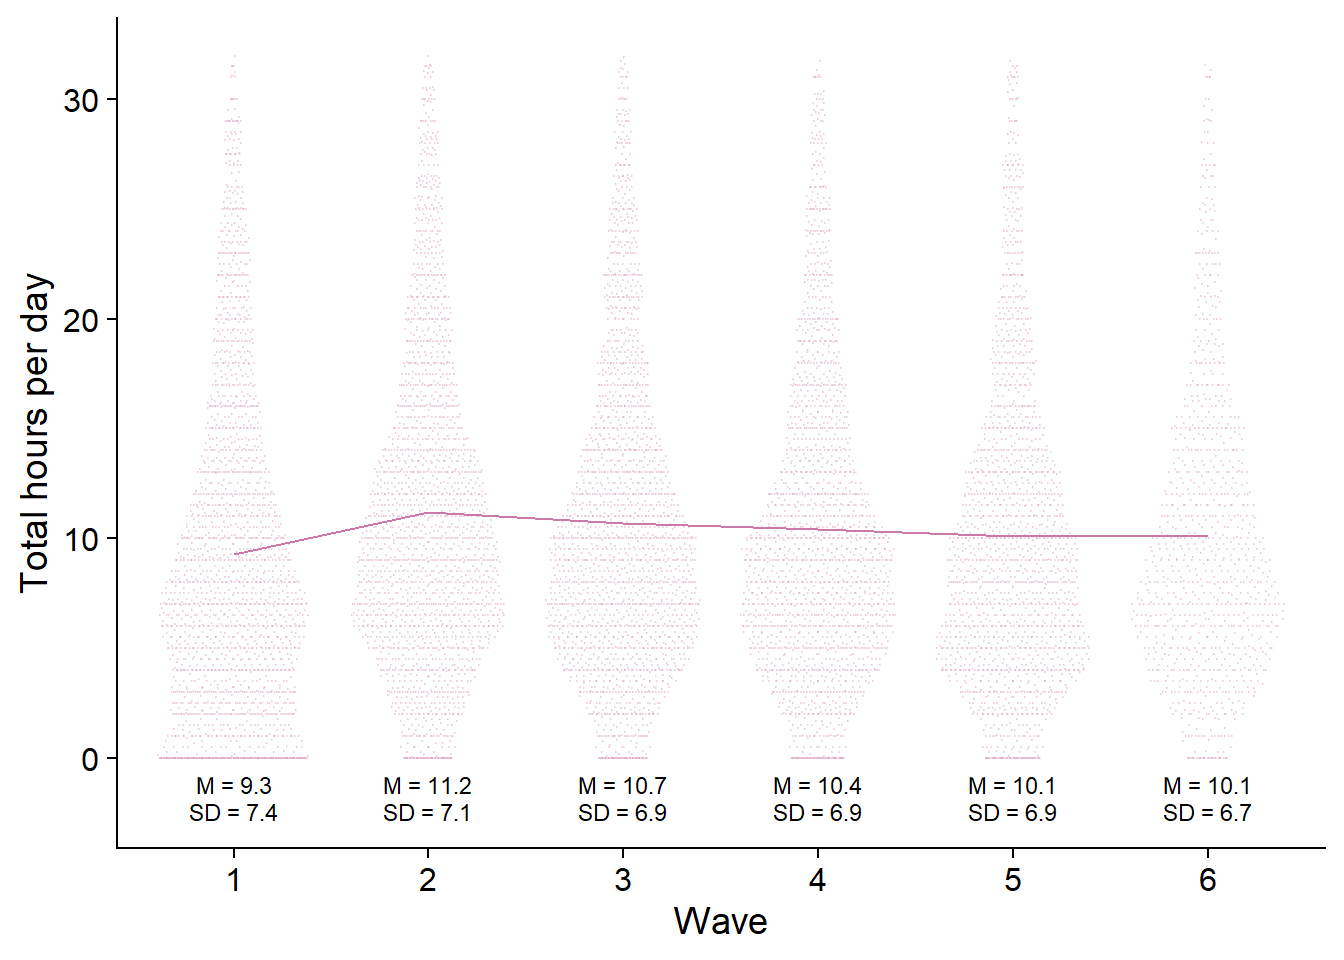 Total hours per day
30
20
10
0
M = 9.3
SD = 7.4
M = 11.2
SD = 7.1
M = 10.7
SD = 6.9
M = 10.4
SD = 6.9
M = 10.1
SD = 6.9
M = 10.1
SD = 6.7
1 2 3 4 5 6
Wave